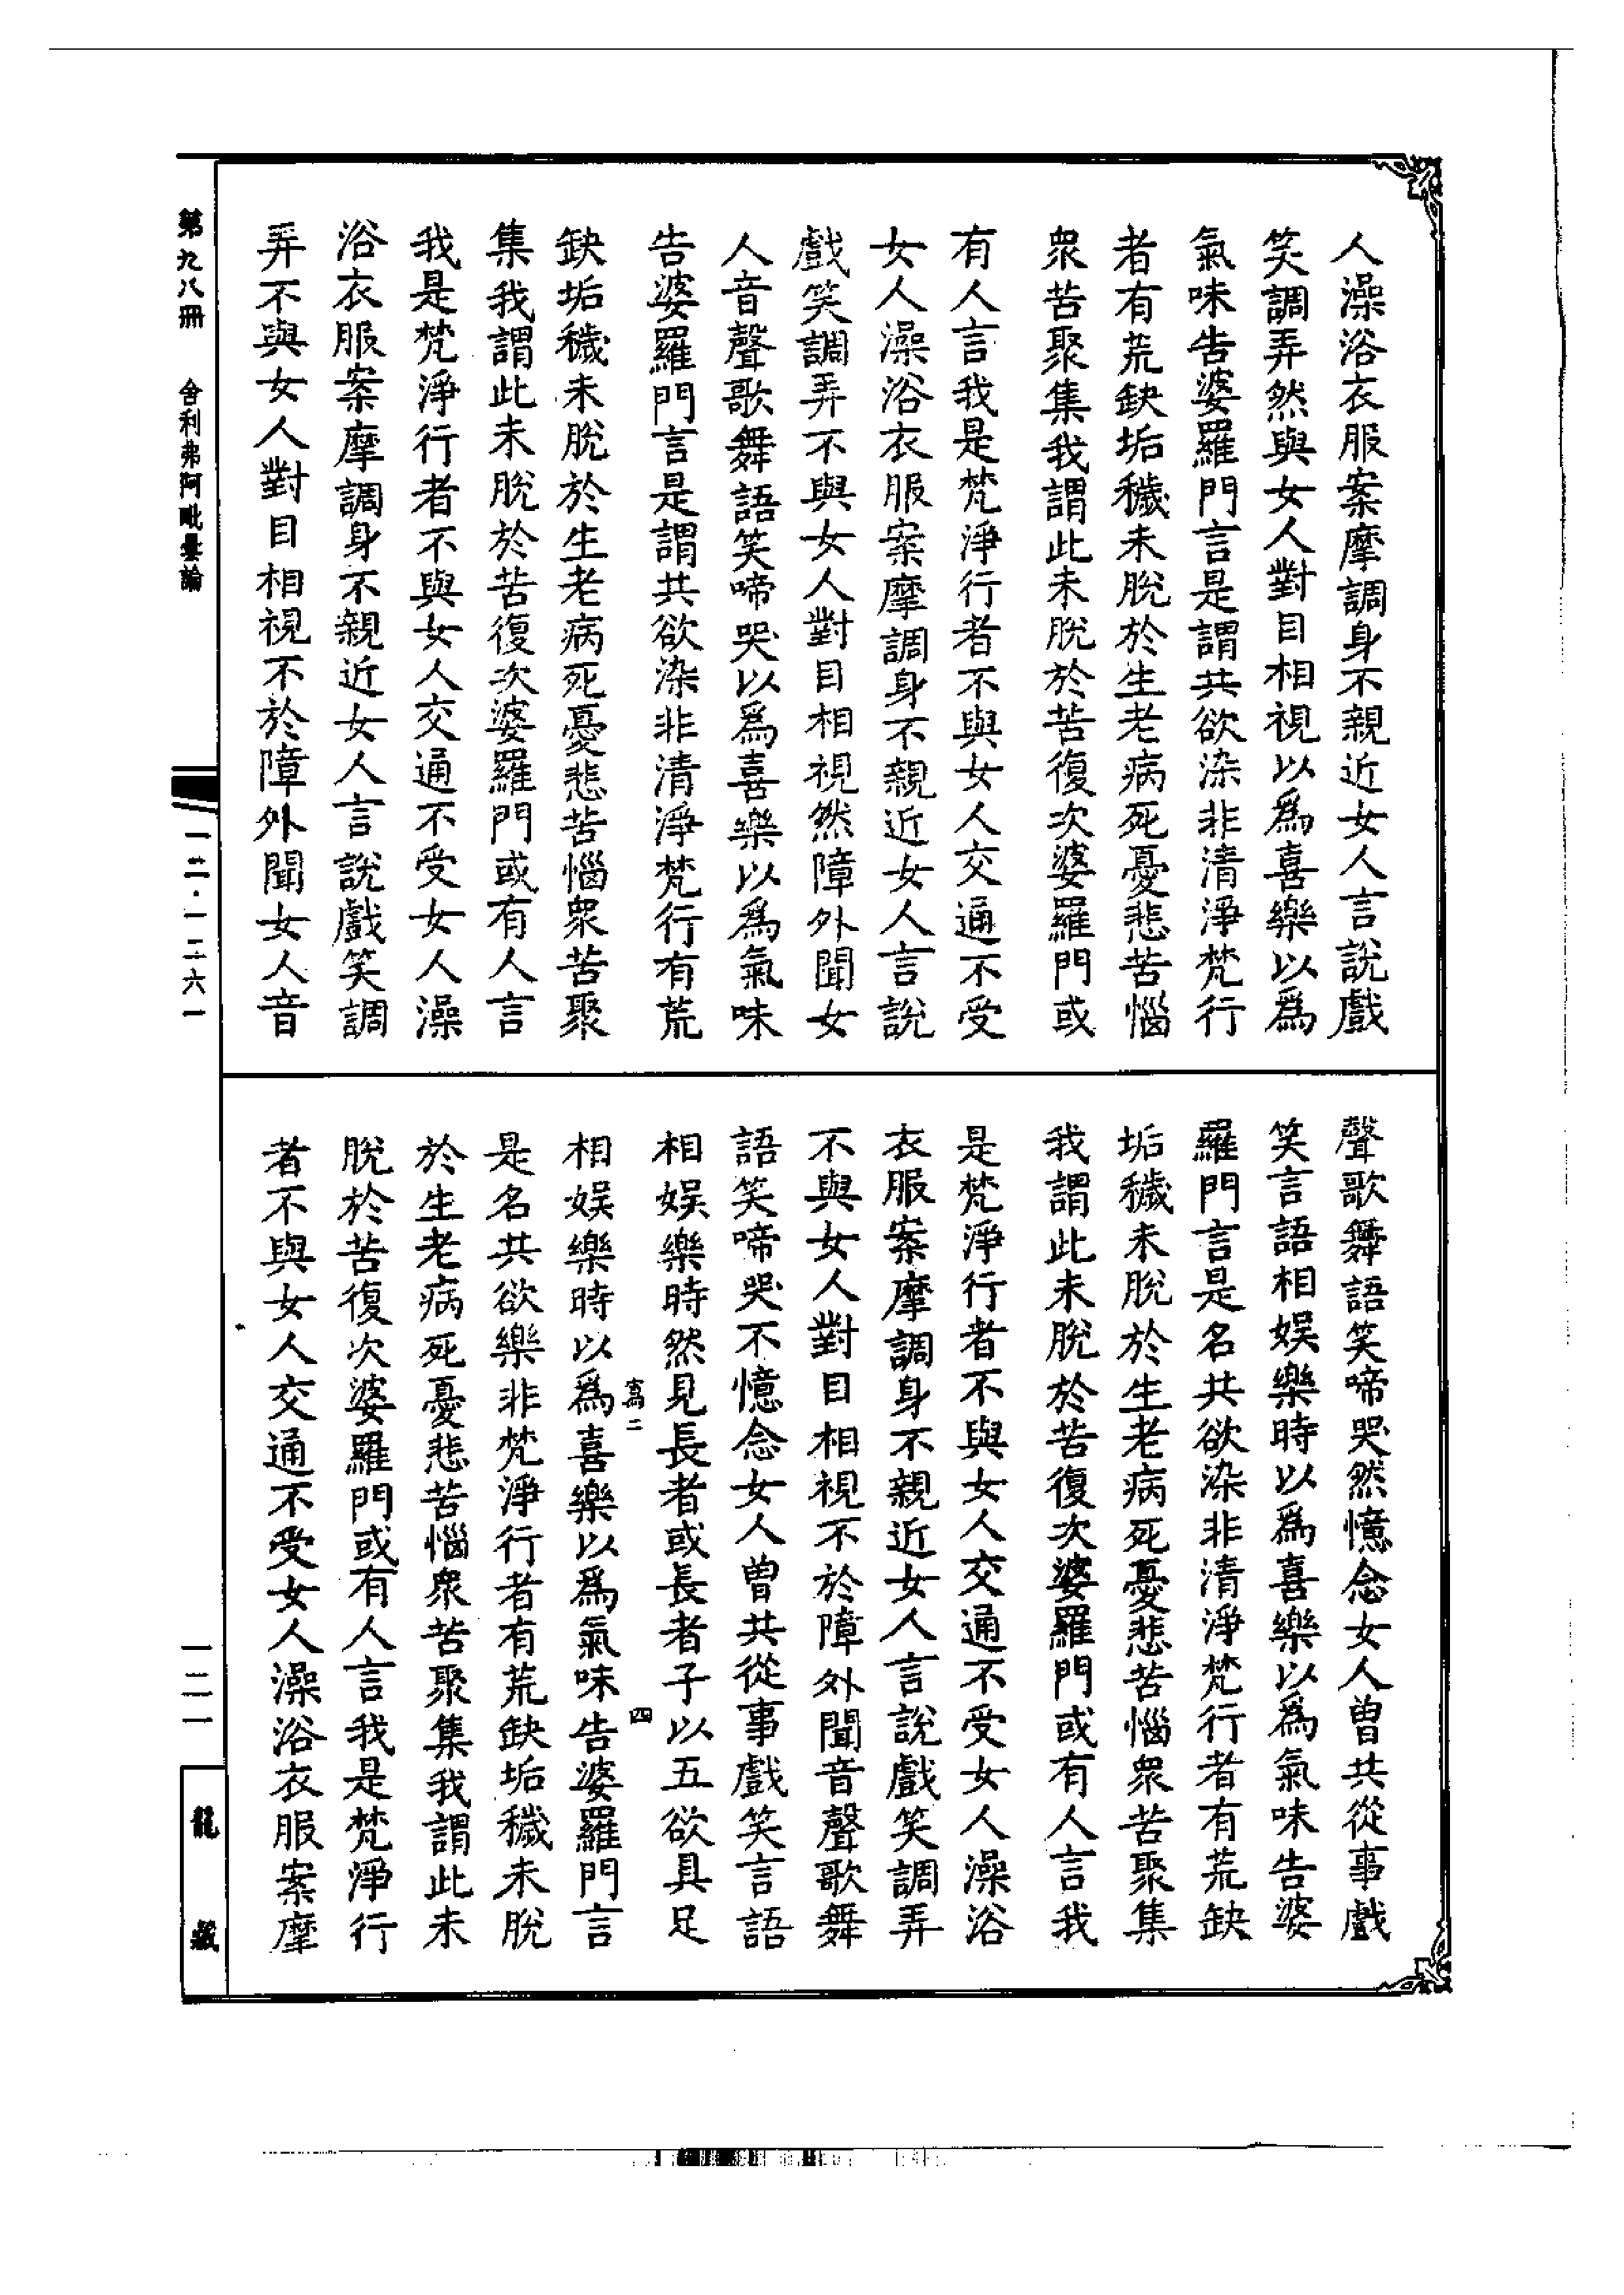 人澡浴衣服案摩調身不親近女人言說戲
笑調弄然與女人對目相視以為喜樂以為
氣味告婆羅門言是謂共欲染非清淨梵行
者有荒缺垢穢未脫於生老病死憂悲苦惱
衆苦聚集我謂此未脫於苦復次婆羅門或
有人言我是梵淨行者不與女人交通不受
女人澡浴衣服案摩調身不親近女人言說
戲笑調弄不與女人對目相視然障外聞女
人音聲歌舞語笑啼哭以為喜樂以為氣味
告婆羅門言是謂共欲染非清淨梵行有荒
缺垢穢未脫於生老病死憂悲苦惱衆苦聚
集我謂此未脫於苦復次婆羅門或有人言
我是梵淨行者不與女人交通不受女人澡
浴衣服案摩調身不親近女人言說戲笑調
弄不與女人對目相視不於障外聞女人音
聲歌舞語笑啼哭然憶念女人曽共從事戲
笑言語相娛樂時以為喜樂以為氣味告婆
羅門言是名共欲染非清淨梵行者有荒缺
垢穢未脫於生老病死憂悲苦惱衆苦聚集
我謂此未脫於苦復次婆羅門或有人言我
是梵淨行者不與女人交通不受女人澡浴
衣服案摩調身不親近女人言說戲笑調弄
不與女人對目相視不於障外聞音聲歌舞
語笑啼哭不憶念女人曽共從事戲笑言語
相娛樂時然見長者或長者子以五欲具足
寫二 四
相娛樂時以為喜樂以為氣味告婆羅門言
是名共欲樂非梵淨行者有荒缺垢穢未脫
於生老病死憂悲苦惱衆苦聚集我謂此未
脫於苦復次婆羅門或有人言我是梵淨行
者不與女人交通不受女人澡浴衣服案摩
第九八冊 舍利弗阿毗曇論
一二·一二六一
一二一
龍藏